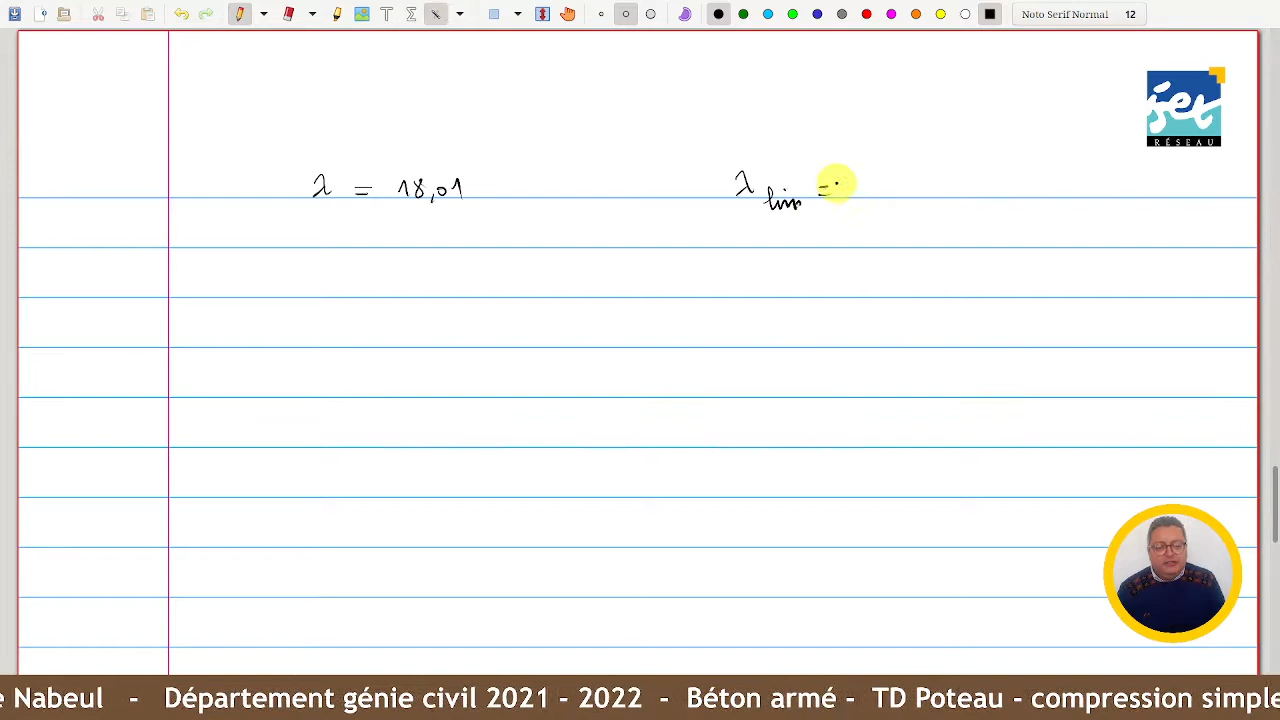 Noto Serif Normal 12
iset
RÉSEAU
λ = 18,01 λ lim =
e Nabeul - Département génie civil 2021 - 2022 - Béton armé - TD Poteau - compression simple